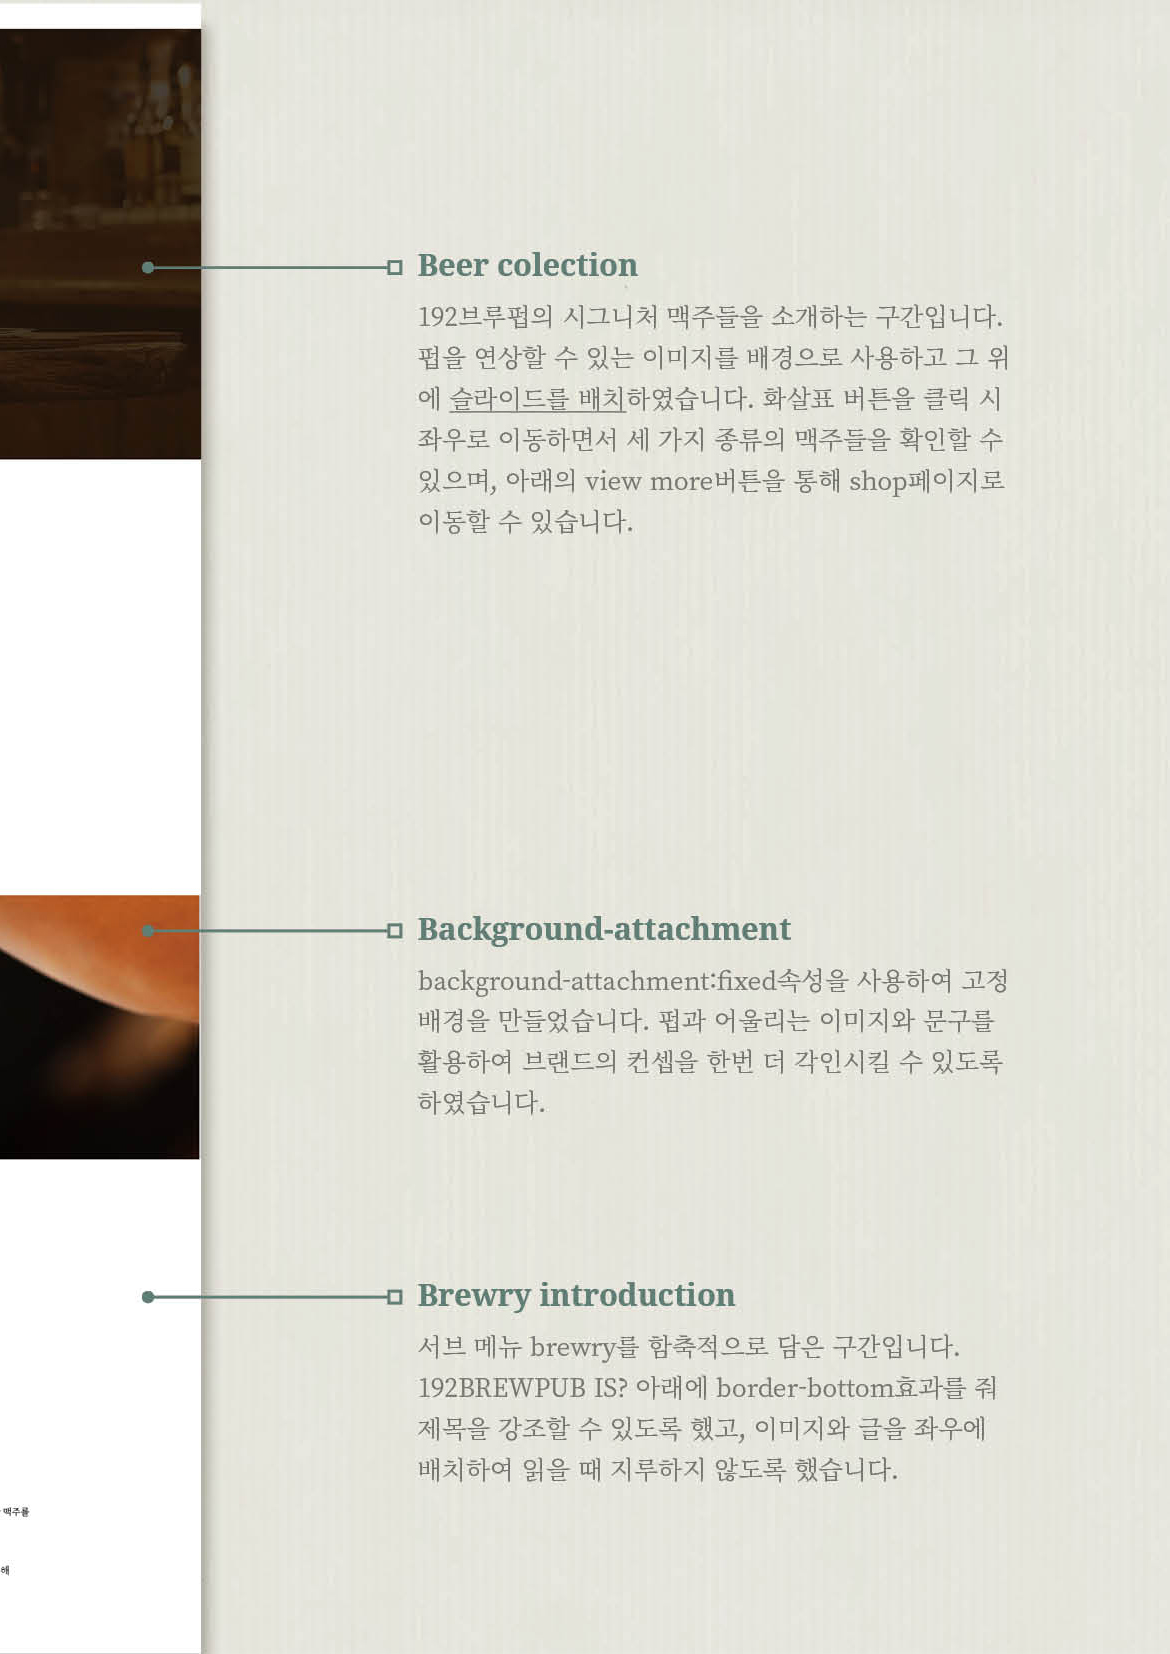 Beer colection
192브루펍의 시그니처 맥주들을 소개하는 구간입니다.
펍을 연상할 수 있는 이미지를 배경으로 사용하고 그 위
에 슬라이드를 배치하였습니다. 화살표 버튼을 클릭 시
좌우로 이동하면서 세 가지 종류의 맥주들을 확인할 수
있으며, 아래의 view more버튼을 통해 shop페이지로
이동할 수 있습니다.
Background-attachment
background-attachment:fixed속성을 사용하여 고정
배경을 만들었습니다. 펍과 어울리는 이미지와 문구를
활용하여 브랜드의 컨셉을 한번 더 각인시킬 수 있도록
하였습니다.
Brewry introduction
서브 메뉴 brewry를 함축적으로 담은 구간입니다.
192BREWPUB IS? 아래에 border-bottom효과를 줘
제목을 강조할 수 있도록 했고, 이미지와 글을 좌우에
배치하여 읽을 때 지루하지 않도록 했습니다.
맥주를
해